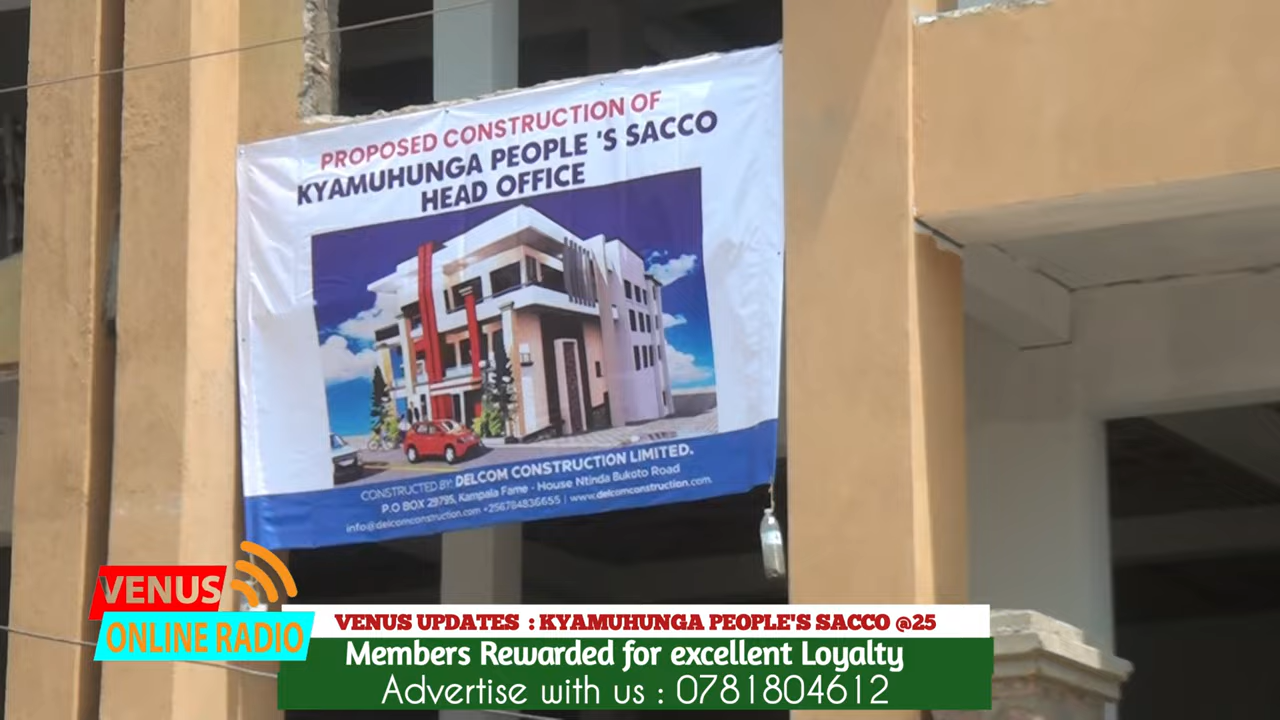 PROPOSED CONSTRUCTION OF
KYAMUHUNGA PEOPLE 'S SACCO
HEAD OFFICE
CONSTRUCTED BY: DELCOM CONSTRUCTION LIMITED.
P.O BOX 29795, Kampala Fame - House Ntinda Bukoto Road
info@delcomconstruction.com +256784836655 | www.delcomconstruction.com
VENUS
ONLINE RADIO
VENUS UPDATES : KYAMUHUNGA PEOPLE'S SACCO @25
Members Rewarded for excellent Loyalty
Advertise with us : 0781804612